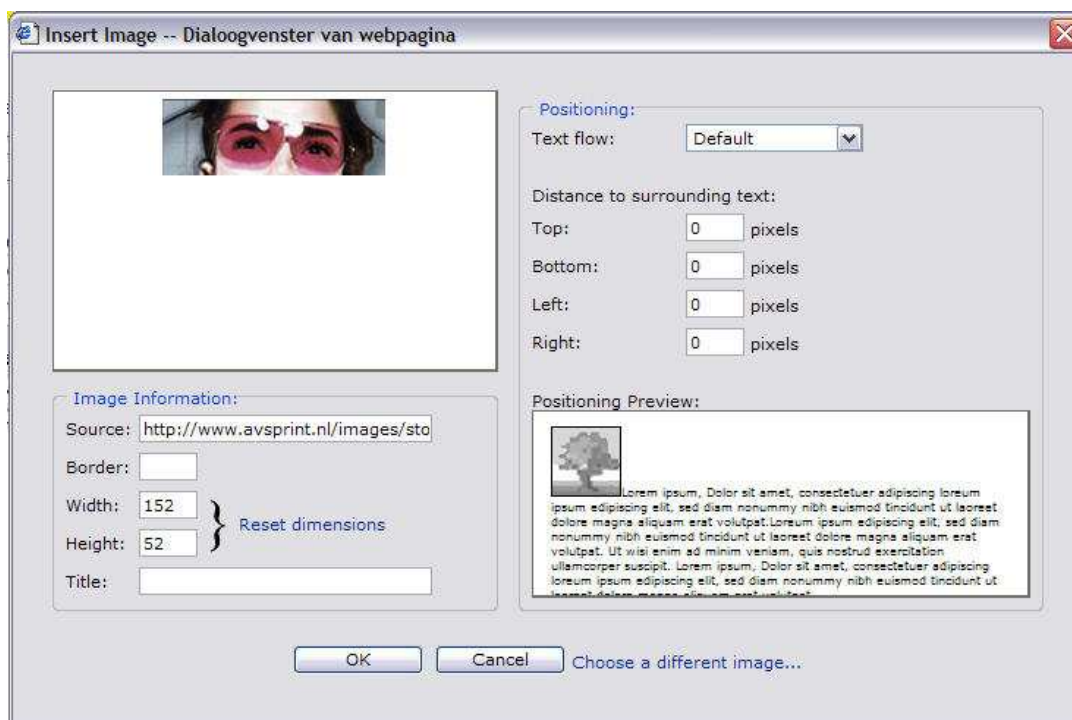 Insert Image -- Dialoogvenster van webpagina
Positioning:
Text flow: Default
Distance to surrounding text:
Top: 0 pixels
Bottom: 0 pixels
Left: 0 pixels
Right: 0 pixels
Image Information:
Source: http://www.avsprint.nl/images/sto
Border:
Width: 152
Height: 52
Reset dimensions
Title:
Positioning Preview:
Lorem ipsum, Dolor sit amet, consectetuer adipiscing loreum
ipsum edipiscing elit, sed diam nonummy nibh euismod tincidunt ut laoreet
dolore magna aliquam erat volutpat.Loreum ipsum edipiscing elit, sed diam
nonummy nibh euismod tincidunt ut laoreet dolore magna aliquam erat
volutpat. Ut wisi enim ad minim veniam, quis nostrud exercitation
ullamcorper suscipit. Lorem ipsum, Dolor sit amet, consectetuer adipiscing
loreum ipsum edipiscing elit, sed diam nonummy nibh euismod tincidunt ut
laoreet dolore magna aliquam erat volutpat
OK
Cancel
Choose a different image...